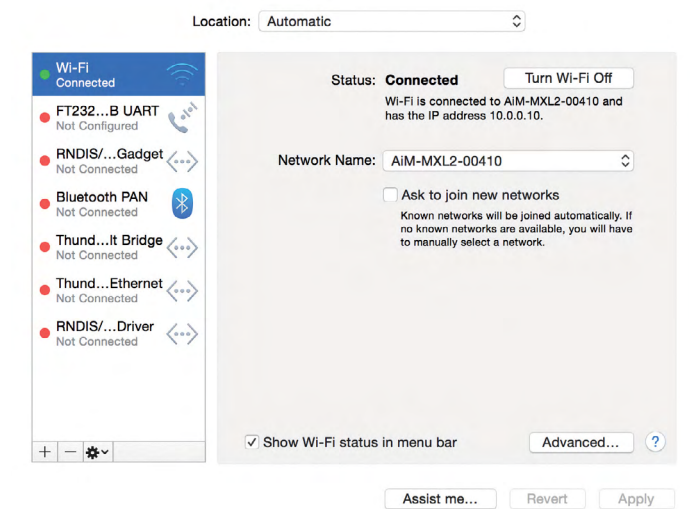 Location: Automatic
Wi-Fi
Connected
FT232...B UART
Not Configured
RNDIS/...Gadget
Not Connected
Bluetooth PAN
Not Connected
Thund...lt Bridge
Not Connected
Thund...Ethernet
Not Connected
RNDIS/...Driver
Not Connected
Status: Connected
Turn Wi-Fi Off
Wi-Fi is connected to AiM-MXL2-00410 and
has the IP address 10.0.0.10.
Network Name: AiM-MXL2-00410
Ask to join new networks
Known networks will be joined automatically. If
no known networks are available, you will have
to manually select a network.
Show Wi-Fi status in menu bar
Advanced...
?
Assist me...
Revert
Apply